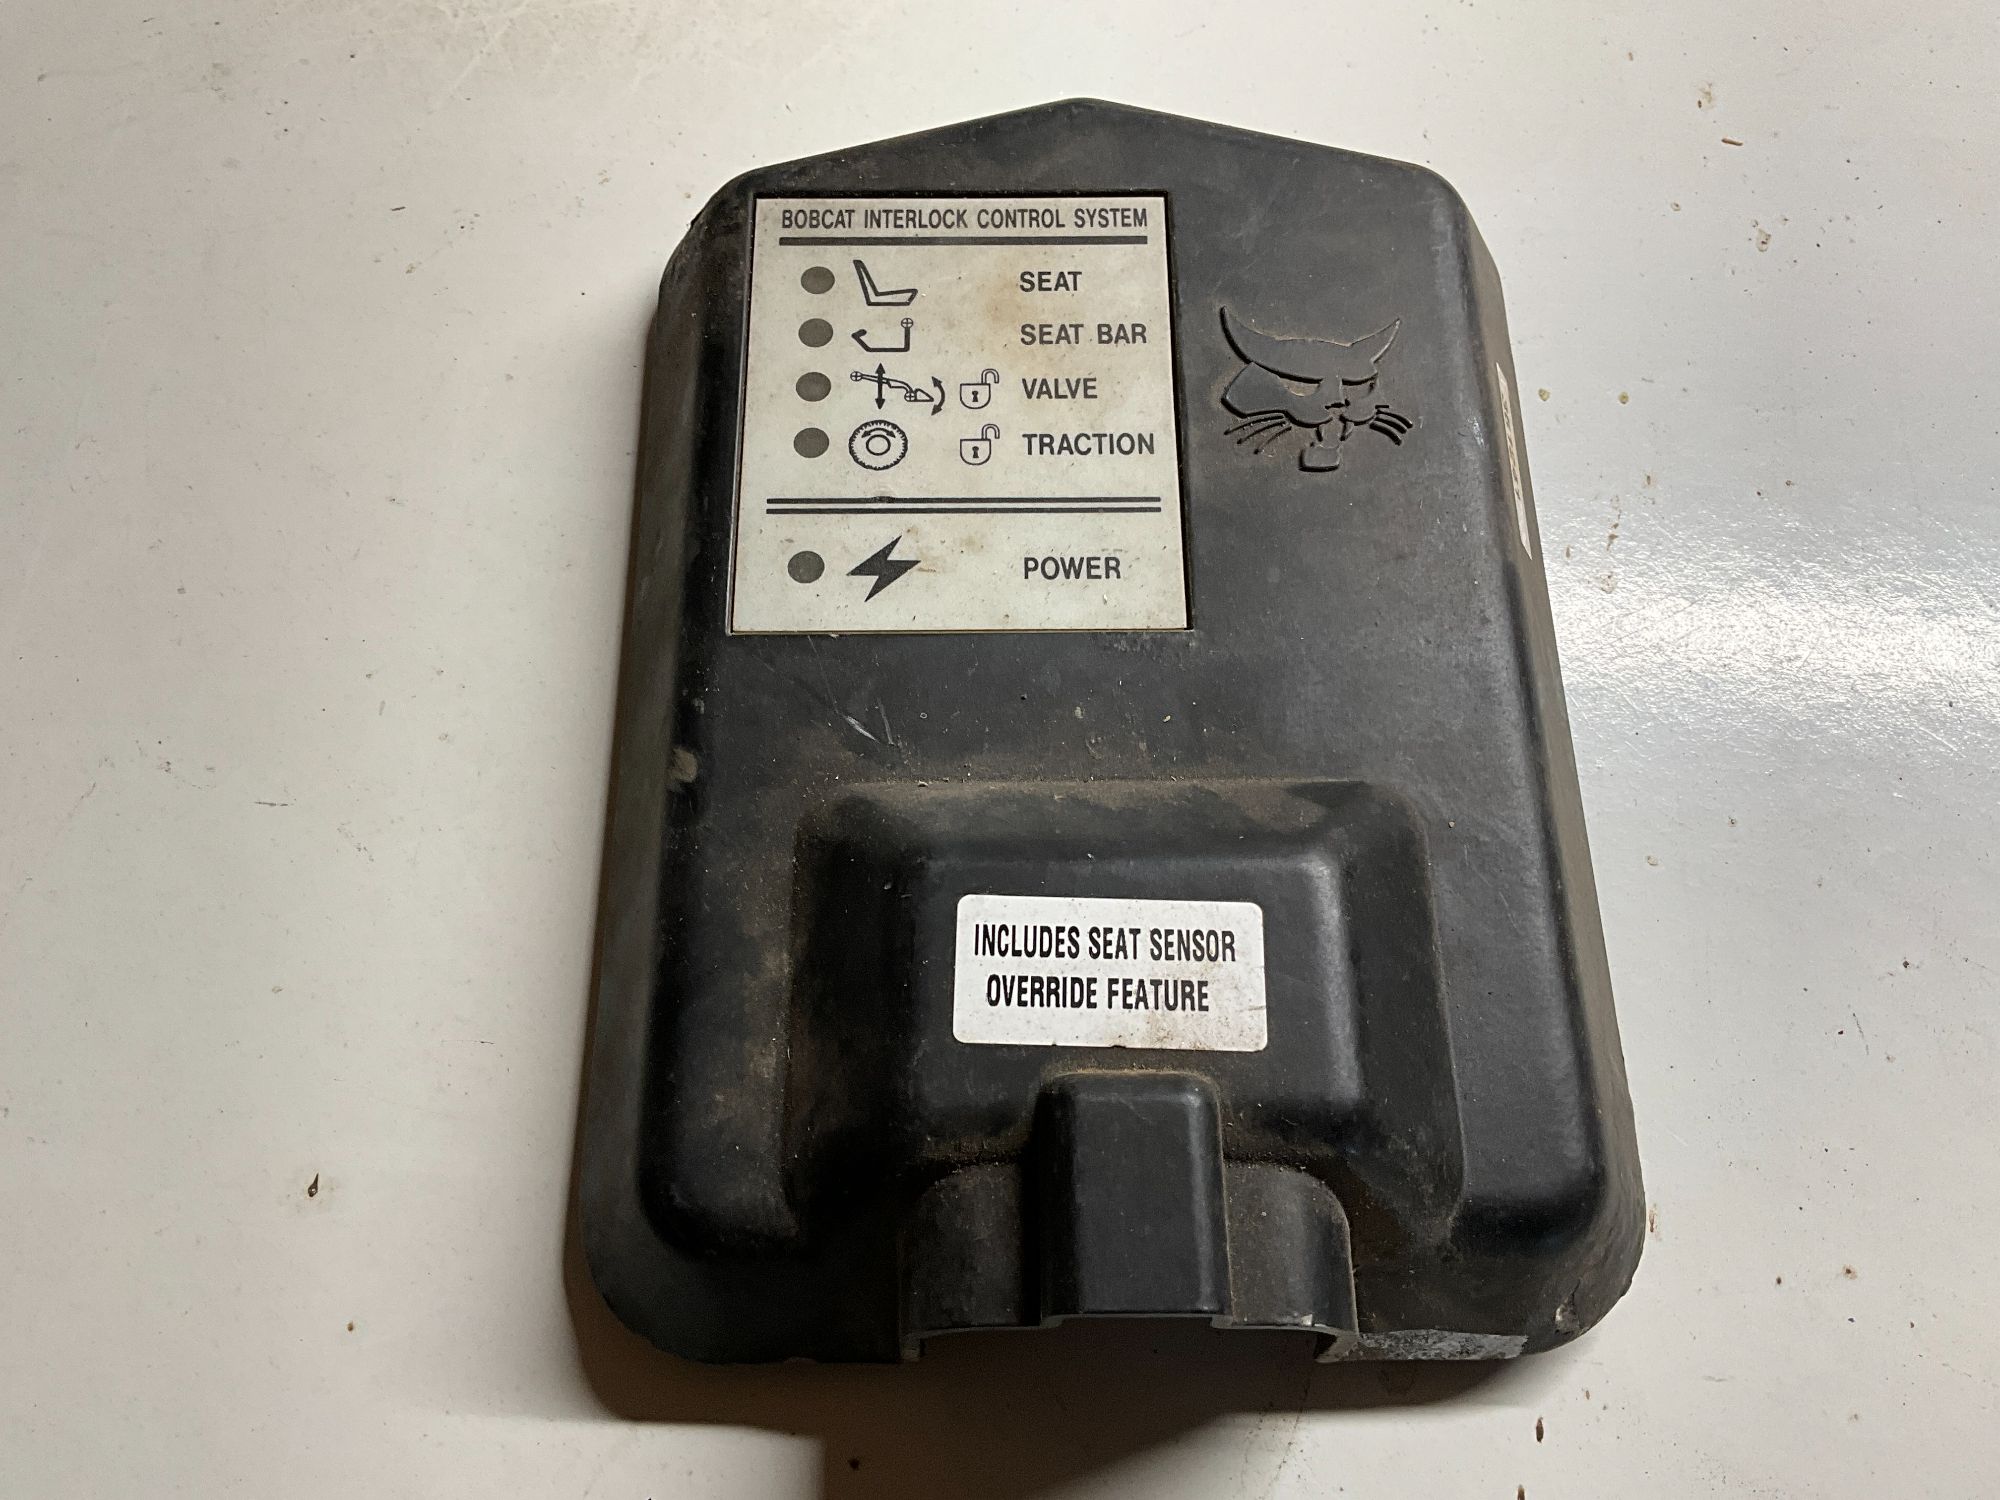 BOBCAT INTERLOCK CONTROL SYSTEM
SEAT
SEAT BAR
VALVE
TRACTION
POWER
INCLUDES SEAT SENSOR
OVERRIDE FEATURE